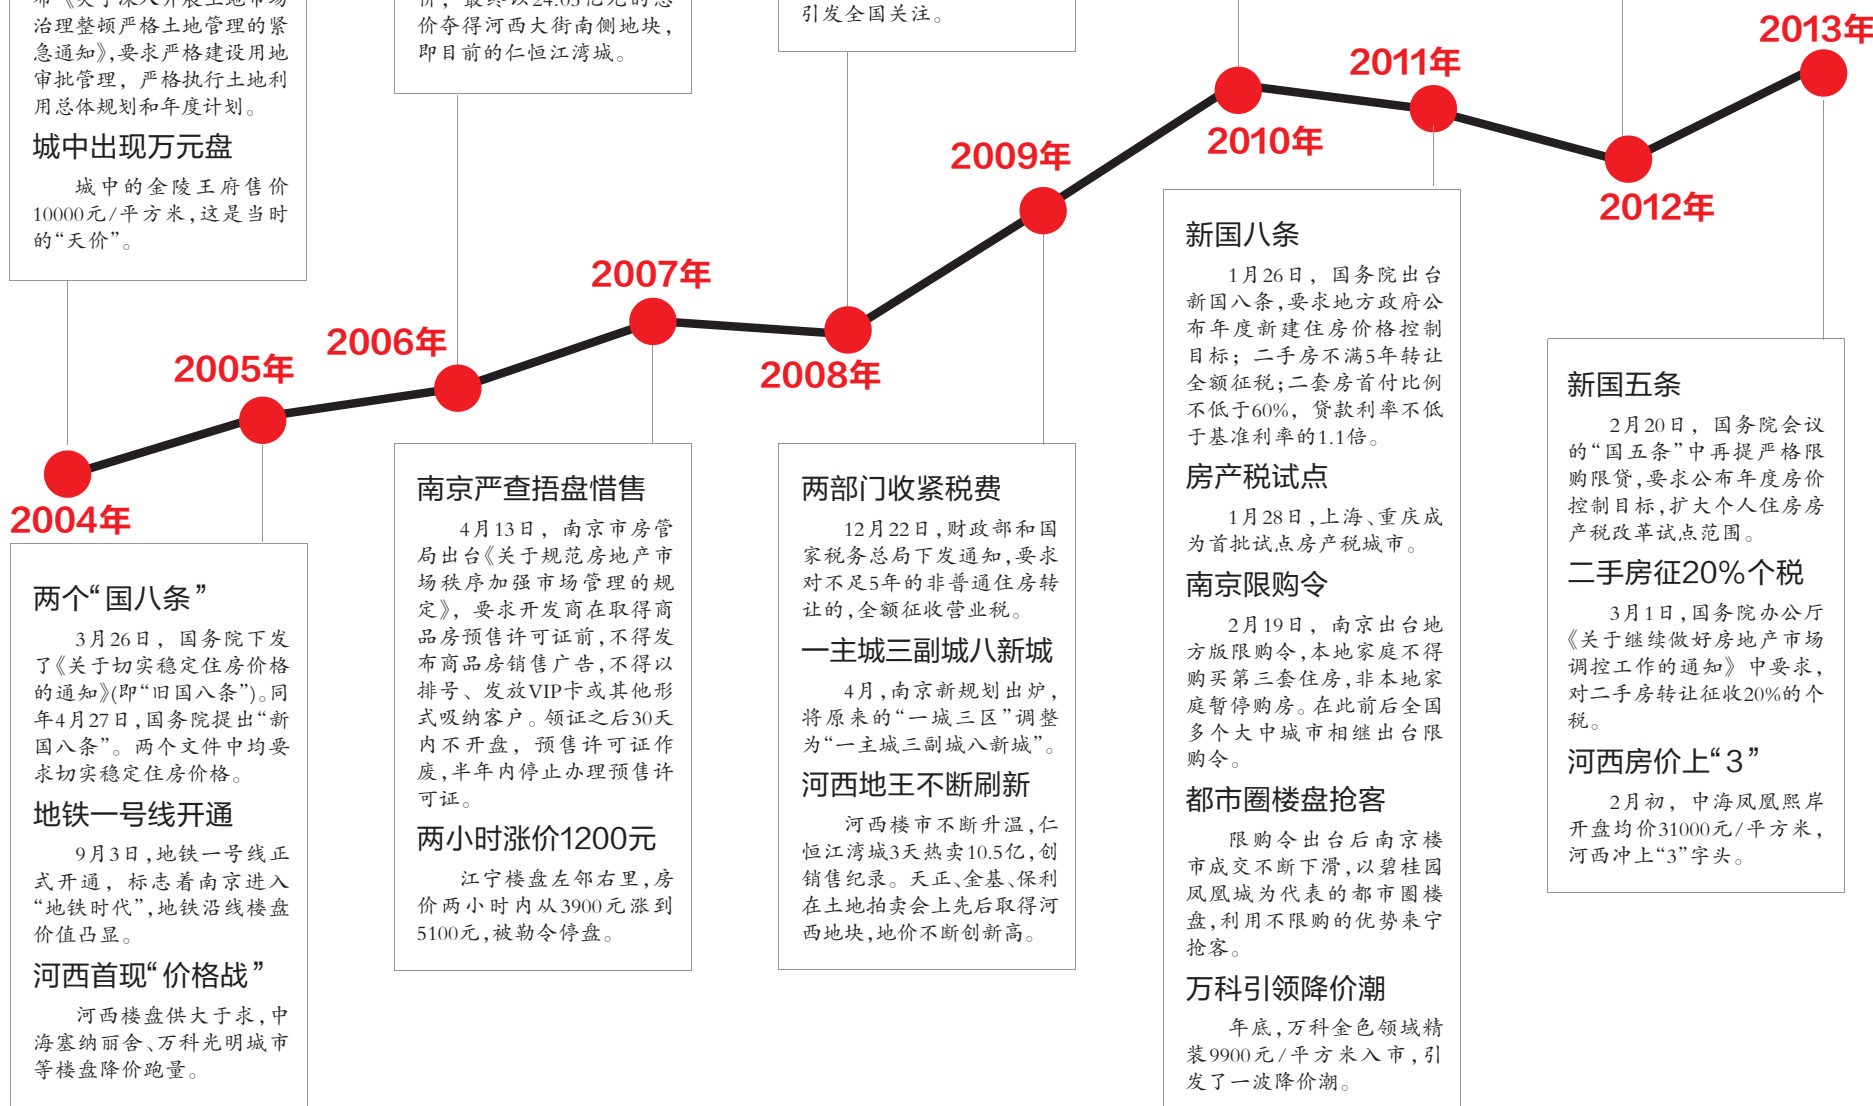 布《关于深入开展土地市场
治理整顿严格土地管理的紧
急通知》,要求严格建设用地
审批管理，严格执行土地利
用总体规划和年度计划。
城中出现万元盘
城中的金陵王府售价
10000元/平方米,这是当时
的“天价”。
价，最终以24.03亿元的总
价夺得河西大街南侧地块，
即目前的仁恒江湾城。
引发全国关注。
2004年
2005年
2006年
2007年
2008年
2009年
2010年
2011年
2012年
2013年
两个“国八条”
3月26日，国务院下发
了《关于切实稳定住房价格
的通知》(即“旧国八条”)。同
年4月27日,国务院提出“新
国八条”。两个文件中均要
求切实稳定住房价格。
地铁一号线开通
9月3日,地铁一号线正
式开通，标志着南京进入
“地铁时代”,地铁沿线楼盘
价值凸显。
河西首现“价格战”
河西楼盘供大于求,中
海塞纳丽舍、万科光明城市
等楼盘降价跑量。
南京严查捂盘惜售
4月13日，南京市房管
局出台《关于规范房地产市
场秩序加强市场管理的规
定》，要求开发商在取得商
品房预售许可证前,不得发
布商品房销售广告,不得以
排号、发放VIP卡或其他形
式吸纳客户。领证之后30天
内不开盘，预售许可证作
废,半年内停止办理预售许
可证。
两小时涨价1200元
江宁楼盘左邻右里,房
价两小时内从3900元涨到
5100元,被勒令停盘。
两部门收紧税费
12月22日,财政部和国
家税务总局下发通知,要求
对不足5年的非普通住房转
让的,全额征收营业税。
一主城三副城八新城
4月,南京新规划出炉，
将原来的“一城三区”调整
为“一主城三副城八新城”。
河西地王不断刷新
河西楼市不断升温,仁
恒江湾城3天热卖10.5亿,创
销售纪录。天正、金基、保利
在土地拍卖会上先后取得河
西地块,地价不断创新高。
新国八条
1月26日，国务院出台
新国八条,要求地方政府公
布年度新建住房价格控制
目标；二手房不满5年转让
全额征税;二套房首付比例
不低于60%，贷款利率不低
于基准利率的1.1倍。
房产税试点
1月28日,上海、重庆成
为首批试点房产税城市。
南京限购令
2月19日，南京出台地
方版限购令,本地家庭不得
购买第三套住房,非本地家
庭暂停购房。在此前后全国
多个大中城市相继出台限
购令。
都市圈楼盘抢客
限购令出台后南京楼
市成交不断下滑,以碧桂园
凤凰城为代表的都市圈楼
盘,利用不限购的优势来宁
抢客。
万科引领降价潮
年底,万科金色领域精
装9900元/平方米入市,引
发了一波降价潮。
新国五条
2月20日，国务院会议
的“国五条”中再提严格限
购限贷,要求公布年度房价
控制目标,扩大个人住房房
产税改革试点范围。
二手房征20%个税
3月1日,国务院办公厅
《关于继续做好房地产市场
调控工作的通知》中要求，
对二手房转让征收20%的个
税。
河西房价上“3”
2月初，中海凤凰熙岸
开盘均价31000元/平方米，
河西冲上“3”字头。